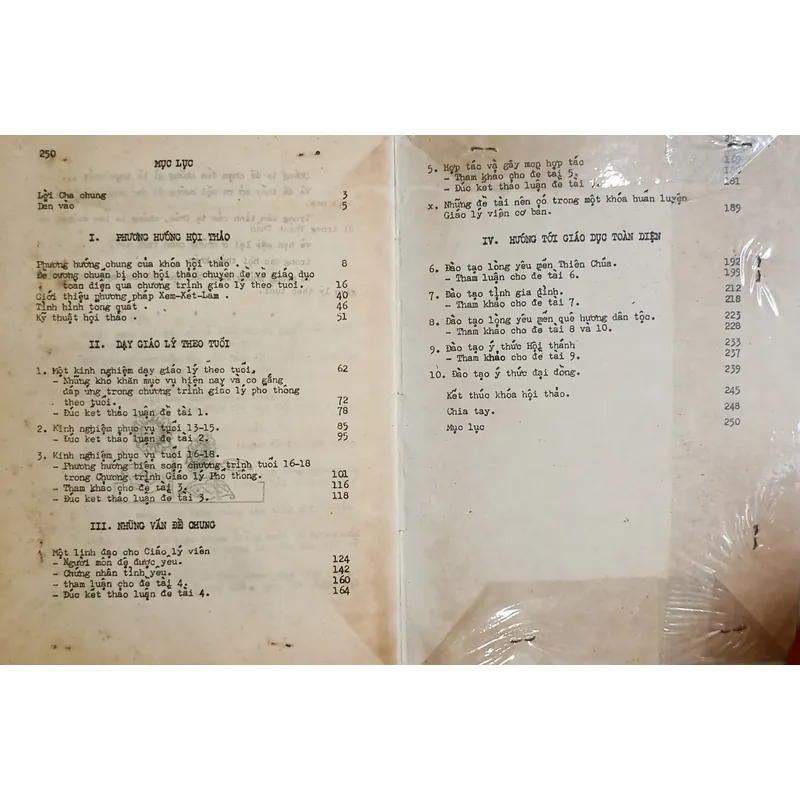 250
MỤC LỤC
Lời Cha chung 3
Dẫn vào 5
I. PHƯƠNG HƯỚNG HỘI THẢO
Phương hướng chung của khóa hội thảo . 8
Đề cương chuẩn bị cho hội thảo chuyên đề về giáo dục
toàn diện qua chương trình giáo lý theo tuổi. 16
Giới thiệu phương pháp Xem-Xét-Làm . 40
Tình hình tổng quát . 46
Kỹ thuật hội thảo . 51
II. DẠY GIÁO LÝ THEO TUỔI
1. Một kinh nghiệm dạy giáo lý theo tuổi. 62
- Những khó khăn mục vụ hiện nay và cố gắng
đáp ứng trong chương trình giáo lý phổ thông
theo tuổi. 72
- Đúc kết thảo luận đề tài 1. 78
2. Kinh nghiệm phục vụ tuổi 13-15. 85
- Đúc kết thảo luận đề tài 2. 95
3. Kinh nghiệm phục vụ tuổi 16-18.
- Phương hướng biên soạn chương trình tuổi 16-18
trong Chương trình Giáo lý Phổ thông. 101
- Tham khảo cho đề tài 3. 116
- Đúc kết thảo luận đề tài 3. 118
III. NHỮNG VẤN ĐỀ CHUNG
Một linh đạo cho Giáo lý viên
- Người môn đệ được yêu. 124
- Chứng nhân tình yêu. 142
- tham luận cho đề tài 4. 160
- Đúc kết thảo luận đề tài 4. 164
5. Hợp tác và gây men hợp tác
- Tham khảo cho đề tài 5.
- Đúc kết thảo luận đề tài 181
x. Những đề tài nên có trong một khóa huấn luyện
Giáo lý viên cơ bản. 189
IV. HƯỚNG TỚI GIÁO DỤC TOÀN DIỆN
6. Đào tạo lòng yêu mến Thiên Chúa. 192
- Tham luận cho đề tài 6. 199
7. Đào tạo tình gia đình. 212
- Tham khảo cho đề tài 7. 218
8. Đào tạo lòng yêu mến quê hương dân tộc. 223
- Tham khảo cho đề tài 8 và 10. 228
9. Đào tạo ý thức Hội thánh 233
- Tham khảo cho đề tài 9. 237
10. Đào tạo ý thức đại đồng. 239
Kết thúc khóa hội thảo. 245
Chia tay. 248
Mục lục 250